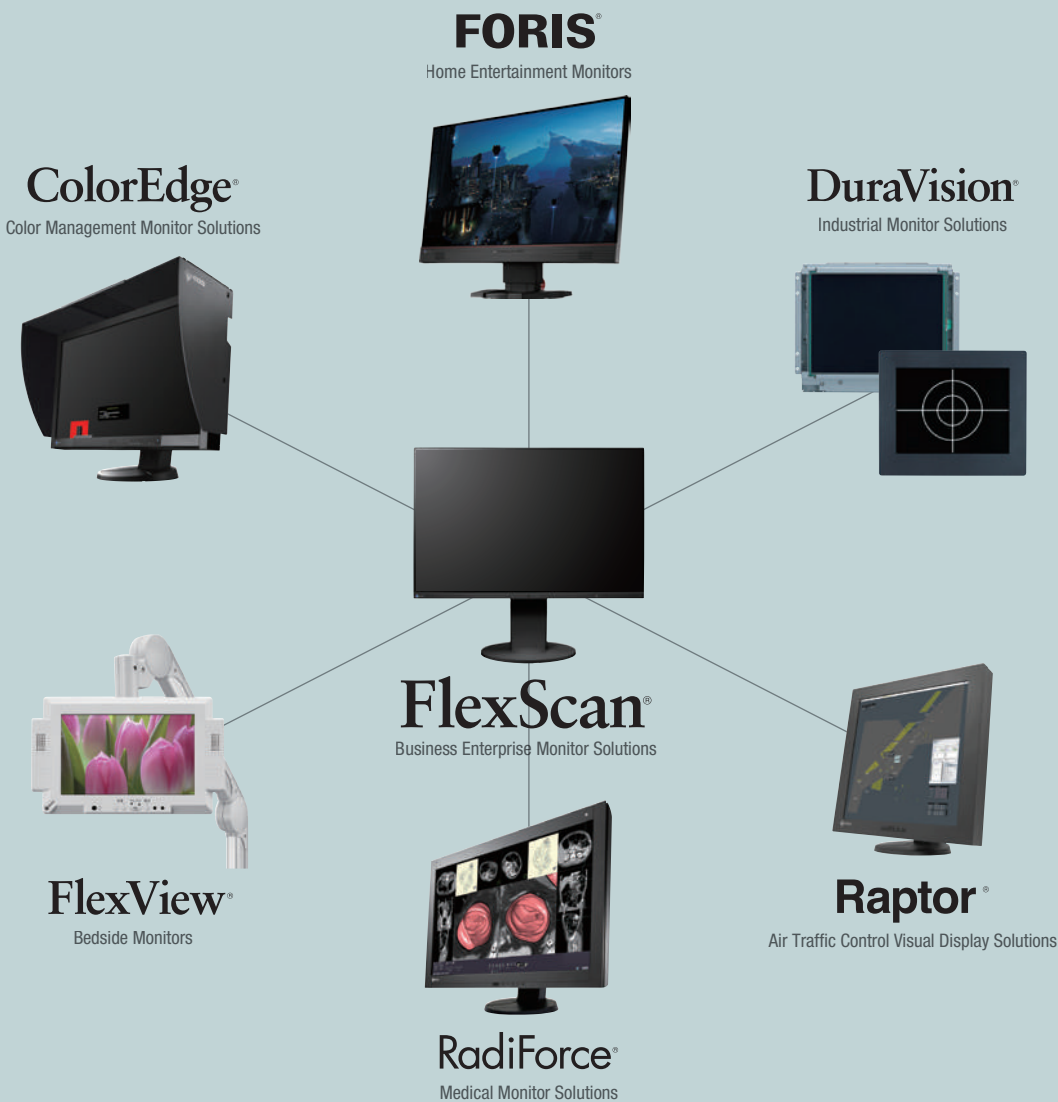 FORIS®
Home Entertainment Monitors
ColorEdge®
Color Management Monitor Solutions
DuraVision®
Industrial Monitor Solutions
FlexScan®
Business Enterprise Monitor Solutions
FlexView®
Bedside Monitors
Raptor®
Air Traffic Control Visual Display Solutions
RadiForce®
Medical Monitor Solutions